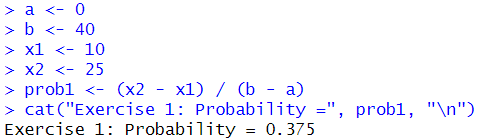 > a <- 0
> b <- 40
> x1 <- 10
> x2 <- 25
> prob1 <- (x2 - x1) / (b - a)
> cat("Exercise 1: Probability =", prob1, "\n")
Exercise 1: Probability = 0.375